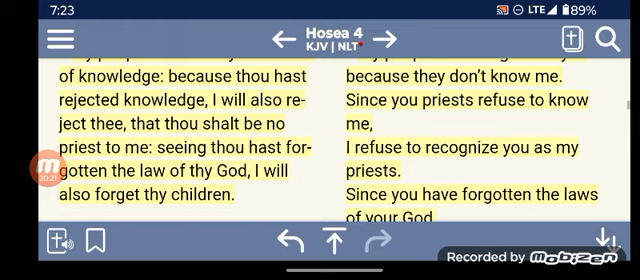 7:23
LTE 89%
Hosea 4
KJV | NLT
of knowledge: because thou hast
rejected knowledge, I will also re-
ject thee, that thou shalt be no
priest to me: seeing thou hast for-
gotten the law of thy God, I will
also forget thy children.
because they don't know me.
Since you priests refuse to know
me,
I refuse to recognize you as my
priests.
Since you have forgotten the laws
of your God,
20:21
Recorded by Mobizen